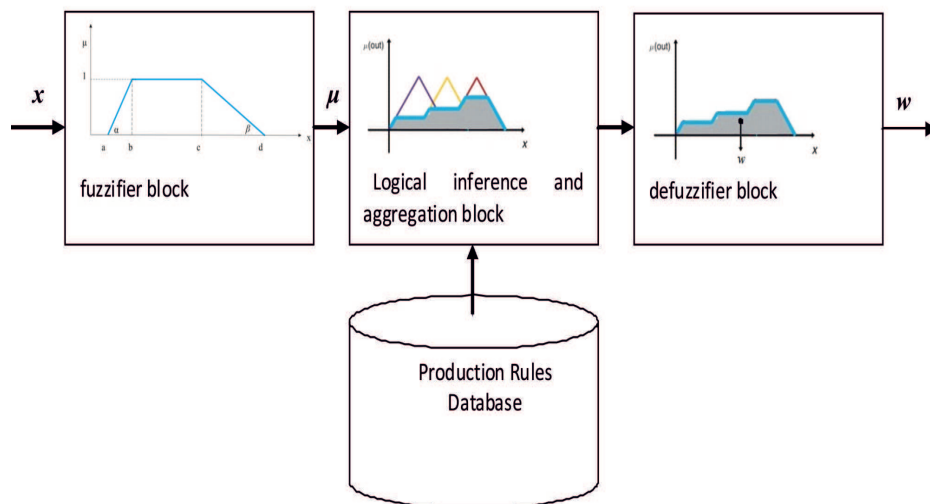 μ
1
α
β
a
b
c
d
x
fuzzifier block
x
μ
μ(out)
x
Logical inference and
aggregation block
μ(out)
w
x
defuzzifier block
w
Production Rules
Database